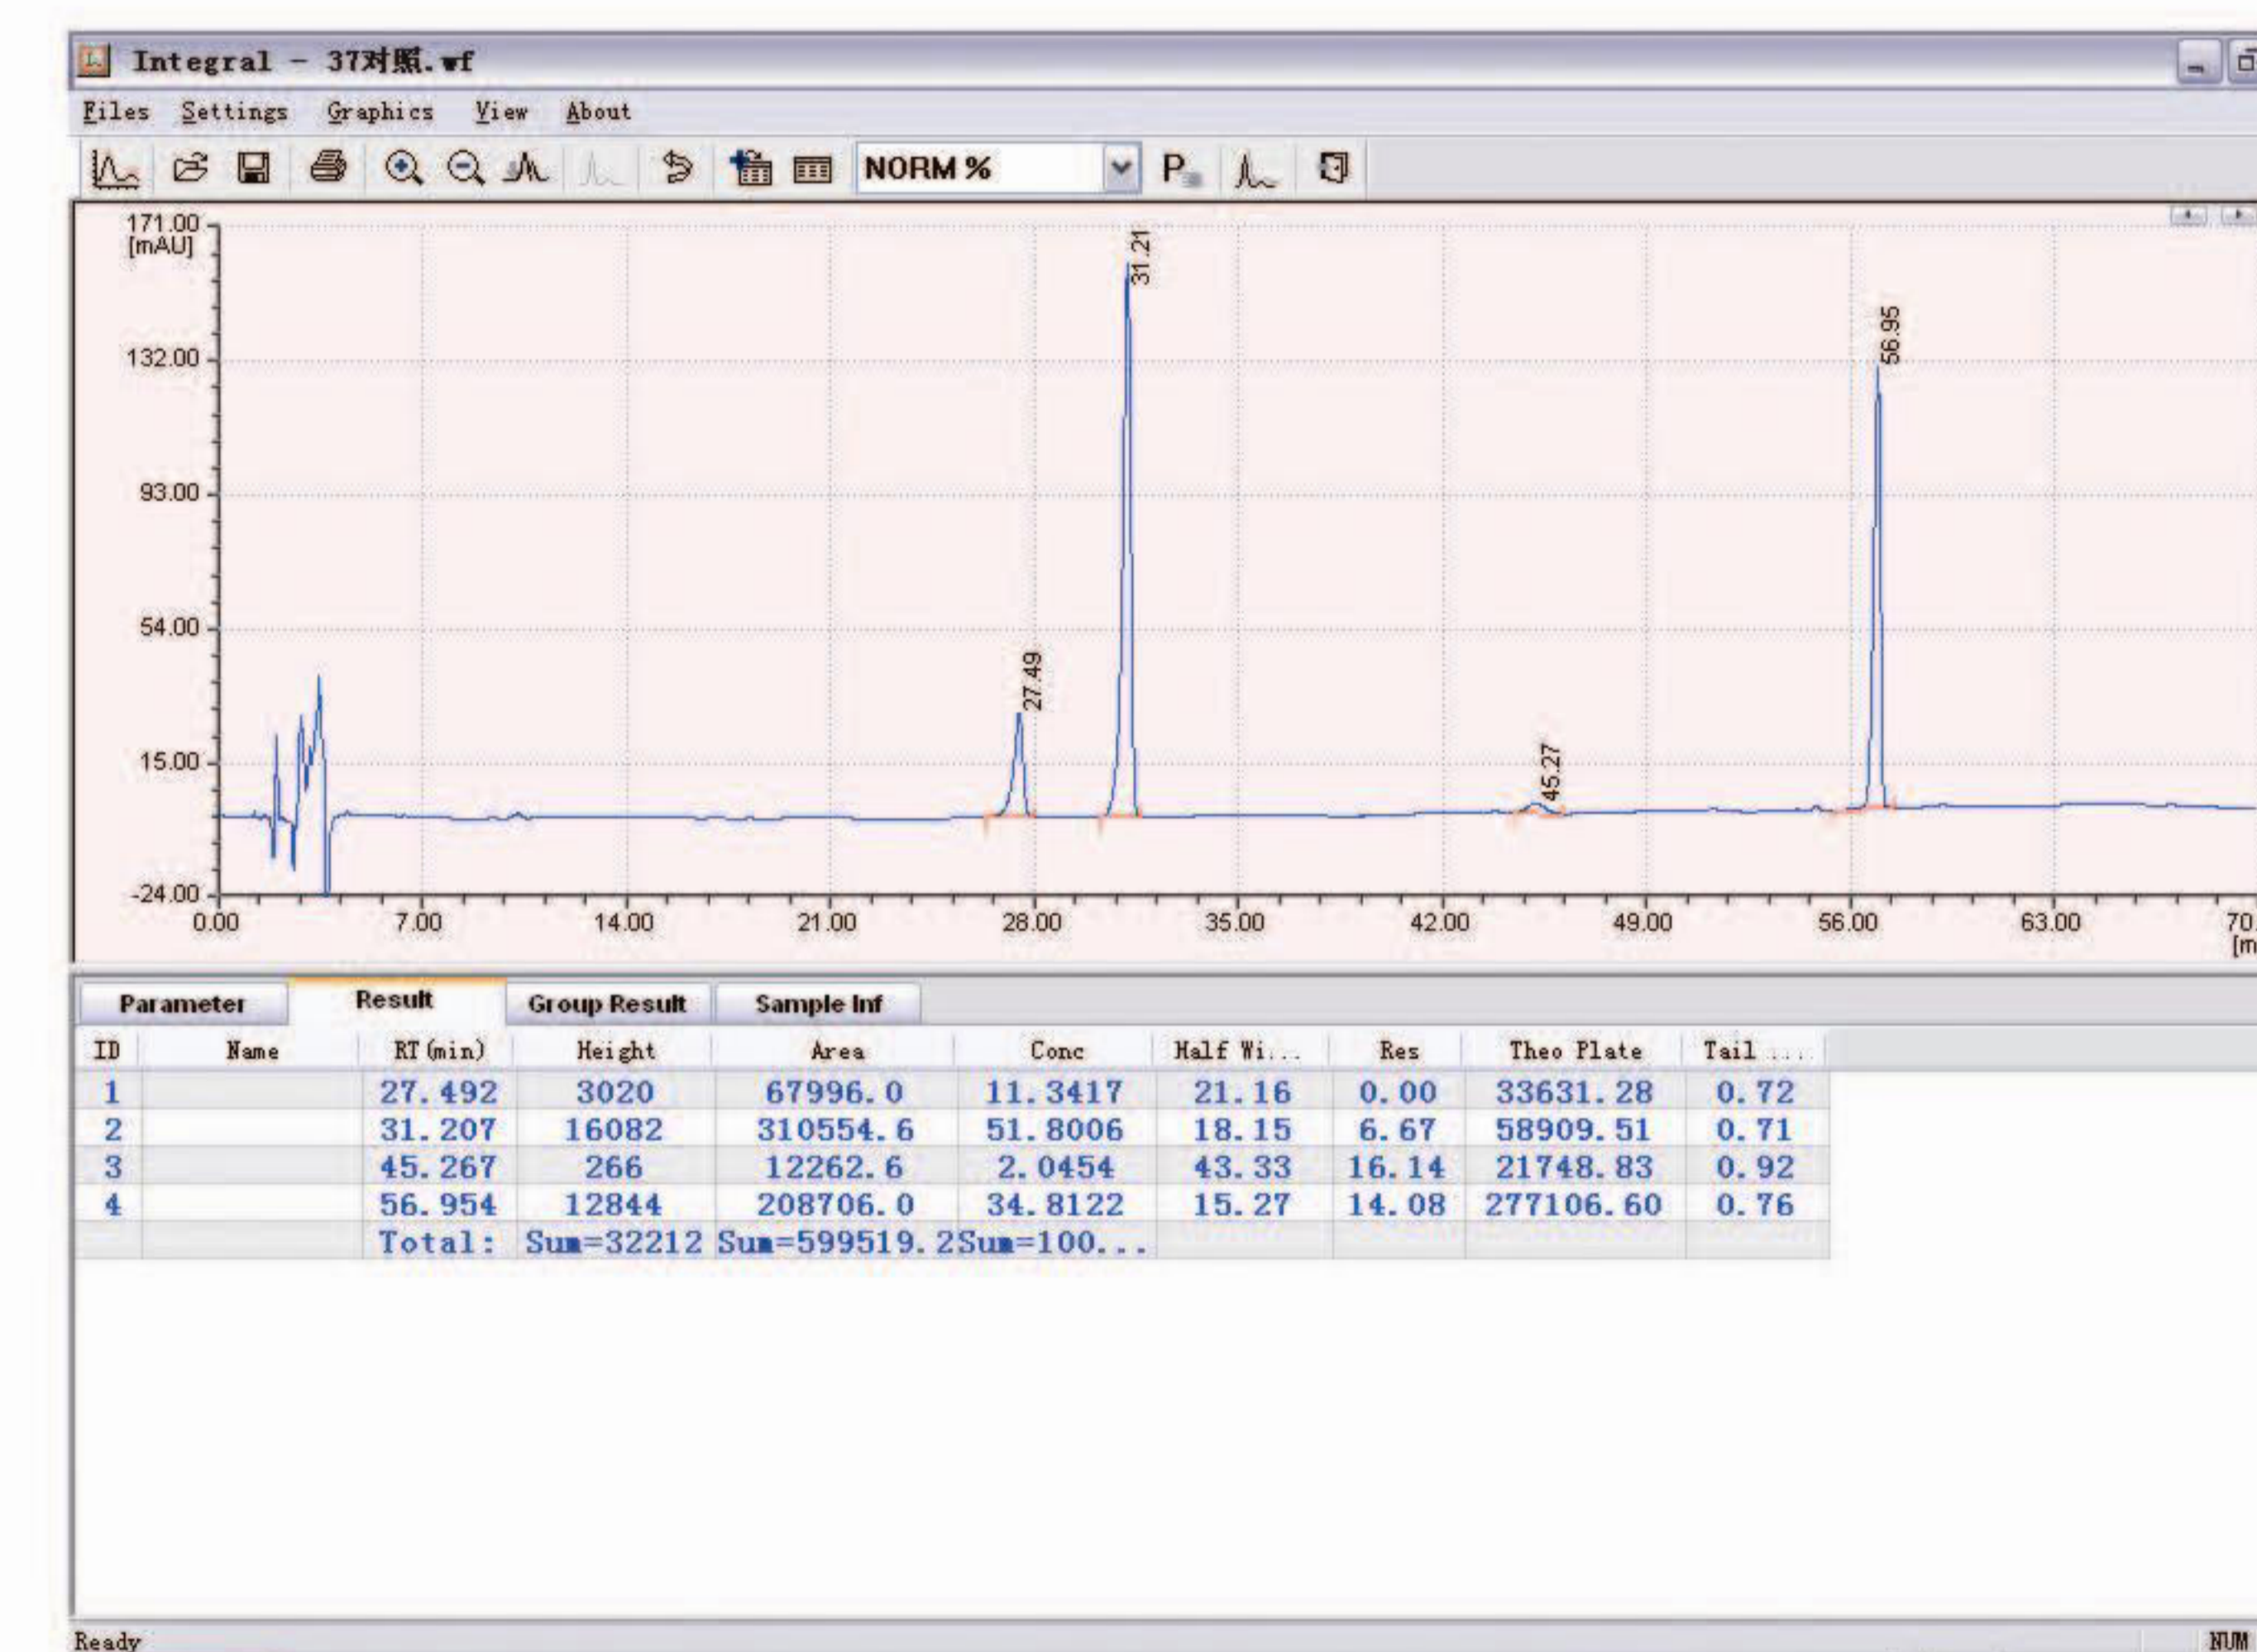 Integral - 37对照.wf
Files Settings Graphics View About
NORM % P
171.00
[mAU]
132.00
93.00
54.00
15.00
-24.00
27.49
31.21
45.27
56.95
0.00 7.00 14.00 21.00 28.00 35.00 42.00 49.00 56.00 63.00 70.
[m
Parameter Result Group Result Sample Inf
ID Name RT(min) Height Area Conc Half Wi... Res Theo Plate Tail ...
1 27.492 3020 67996.0 11.3417 21.16 0.00 33631.28 0.72
2 31.207 16082 310554.6 51.8006 18.15 6.67 58909.51 0.71
3 45.267 266 12262.6 2.0454 43.33 16.14 21748.83 0.92
4 56.954 12844 208706.0 34.8122 15.27 14.08 277106.60 0.76
Total: Sum=32212 Sum=599519.2 Sum=100...
Ready NUM